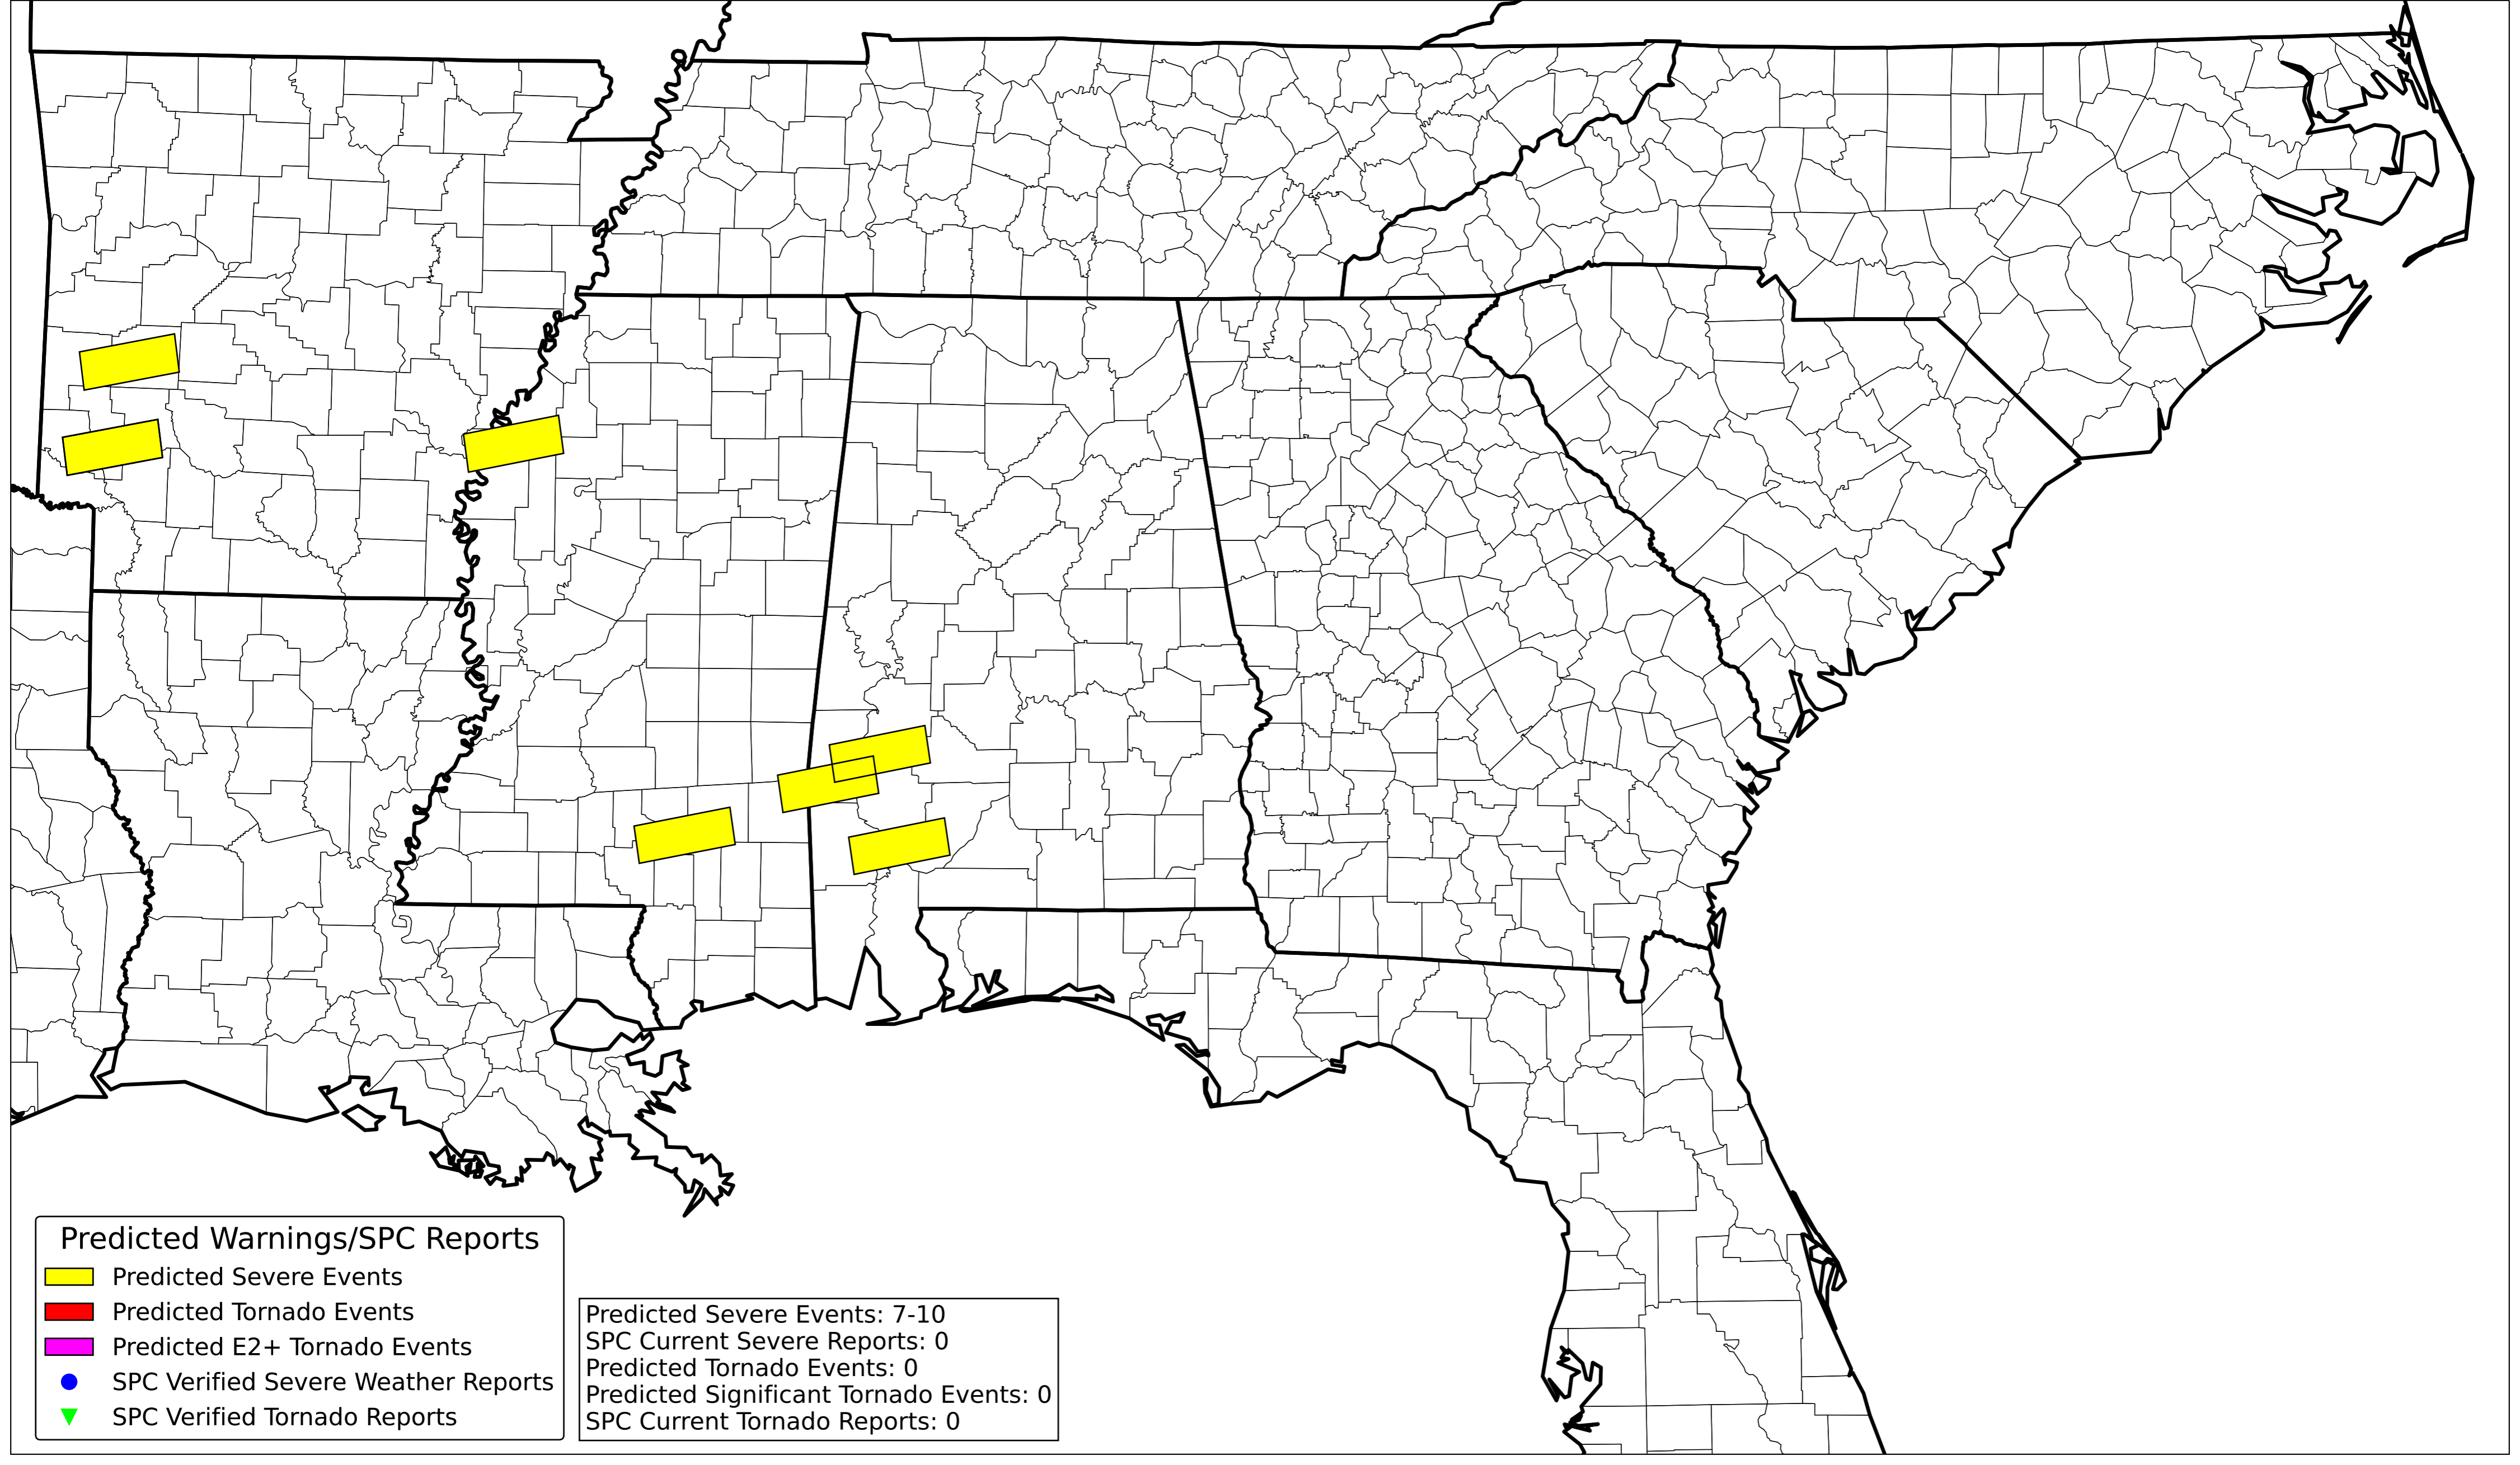 Predicted Warnings/SPC Reports
Predicted Severe Events
Predicted Tornado Events
Predicted E2+ Tornado Events
SPC Verified Severe Weather Reports
SPC Verified Tornado Reports
Predicted Severe Events: 7-10
SPC Current Severe Reports: 0
Predicted Tornado Events: 0
Predicted Significant Tornado Events: 0
SPC Current Tornado Reports: 0